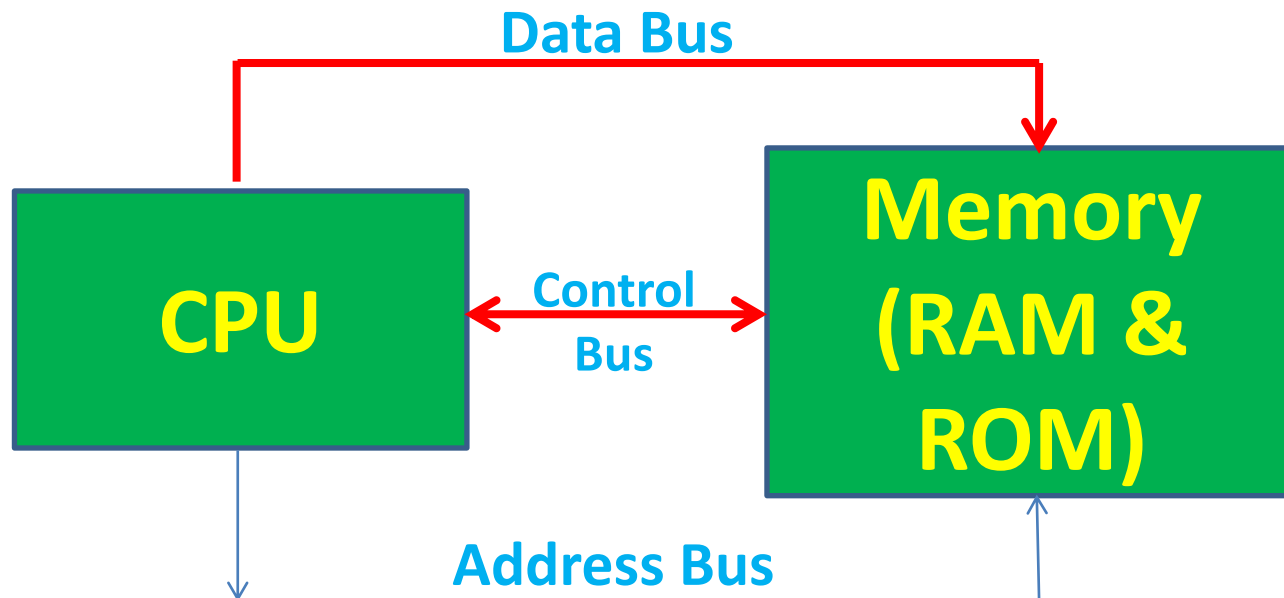 Data Bus
CPU
Control
Bus
Memory
(RAM &
ROM)
Address Bus